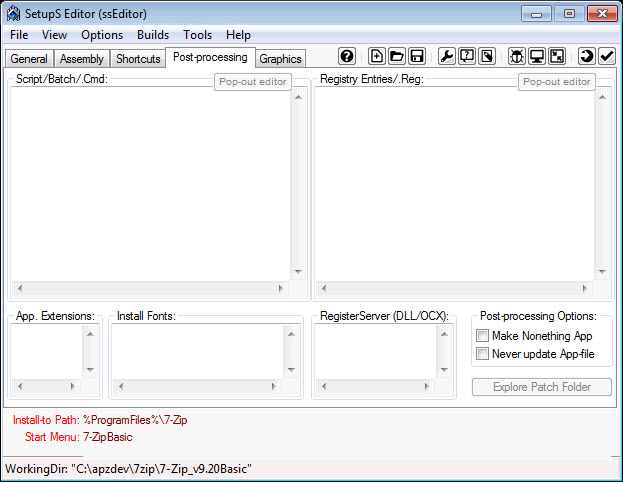 SetupS Editor (ssEditor)
File View Options Builds Tools Help
General Assembly Shortcuts Post-processing Graphics
Script/Batch/.Cmd: Pop-out editor Registry Entries/.Reg: Pop-out editor
App. Extensions: Install Fonts: RegisterServer (DLL/OCX): Post-processing Options:
Make Nonething App
Never update App-file
Explore Patch Folder
Install-to Path: %ProgramFiles%\7-Zip
Start Menu: 7-ZipBasic
WorkingDir: "C:\apzdev\7zip\7-Zip_v9.20Basic"